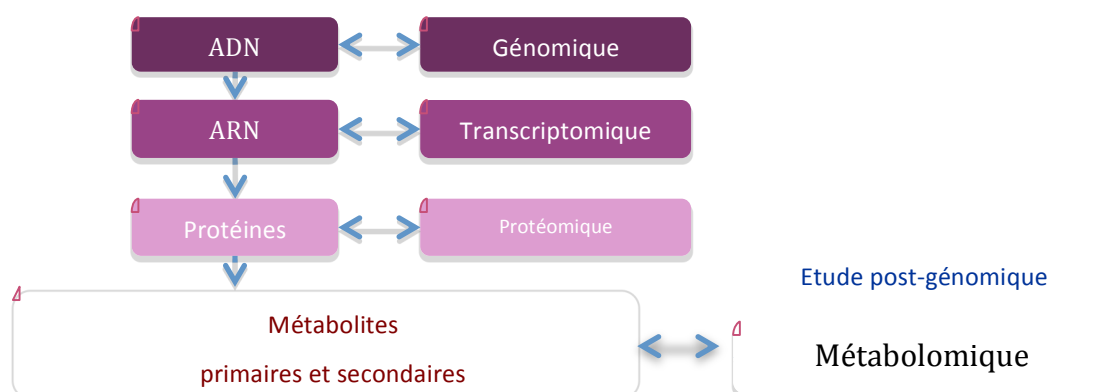 ADN
Génomique
ARN
Transcriptomique
Protéines
Protéomique
Etude post-génomique
Métabolites
primaires et secondaires
Métabolomique